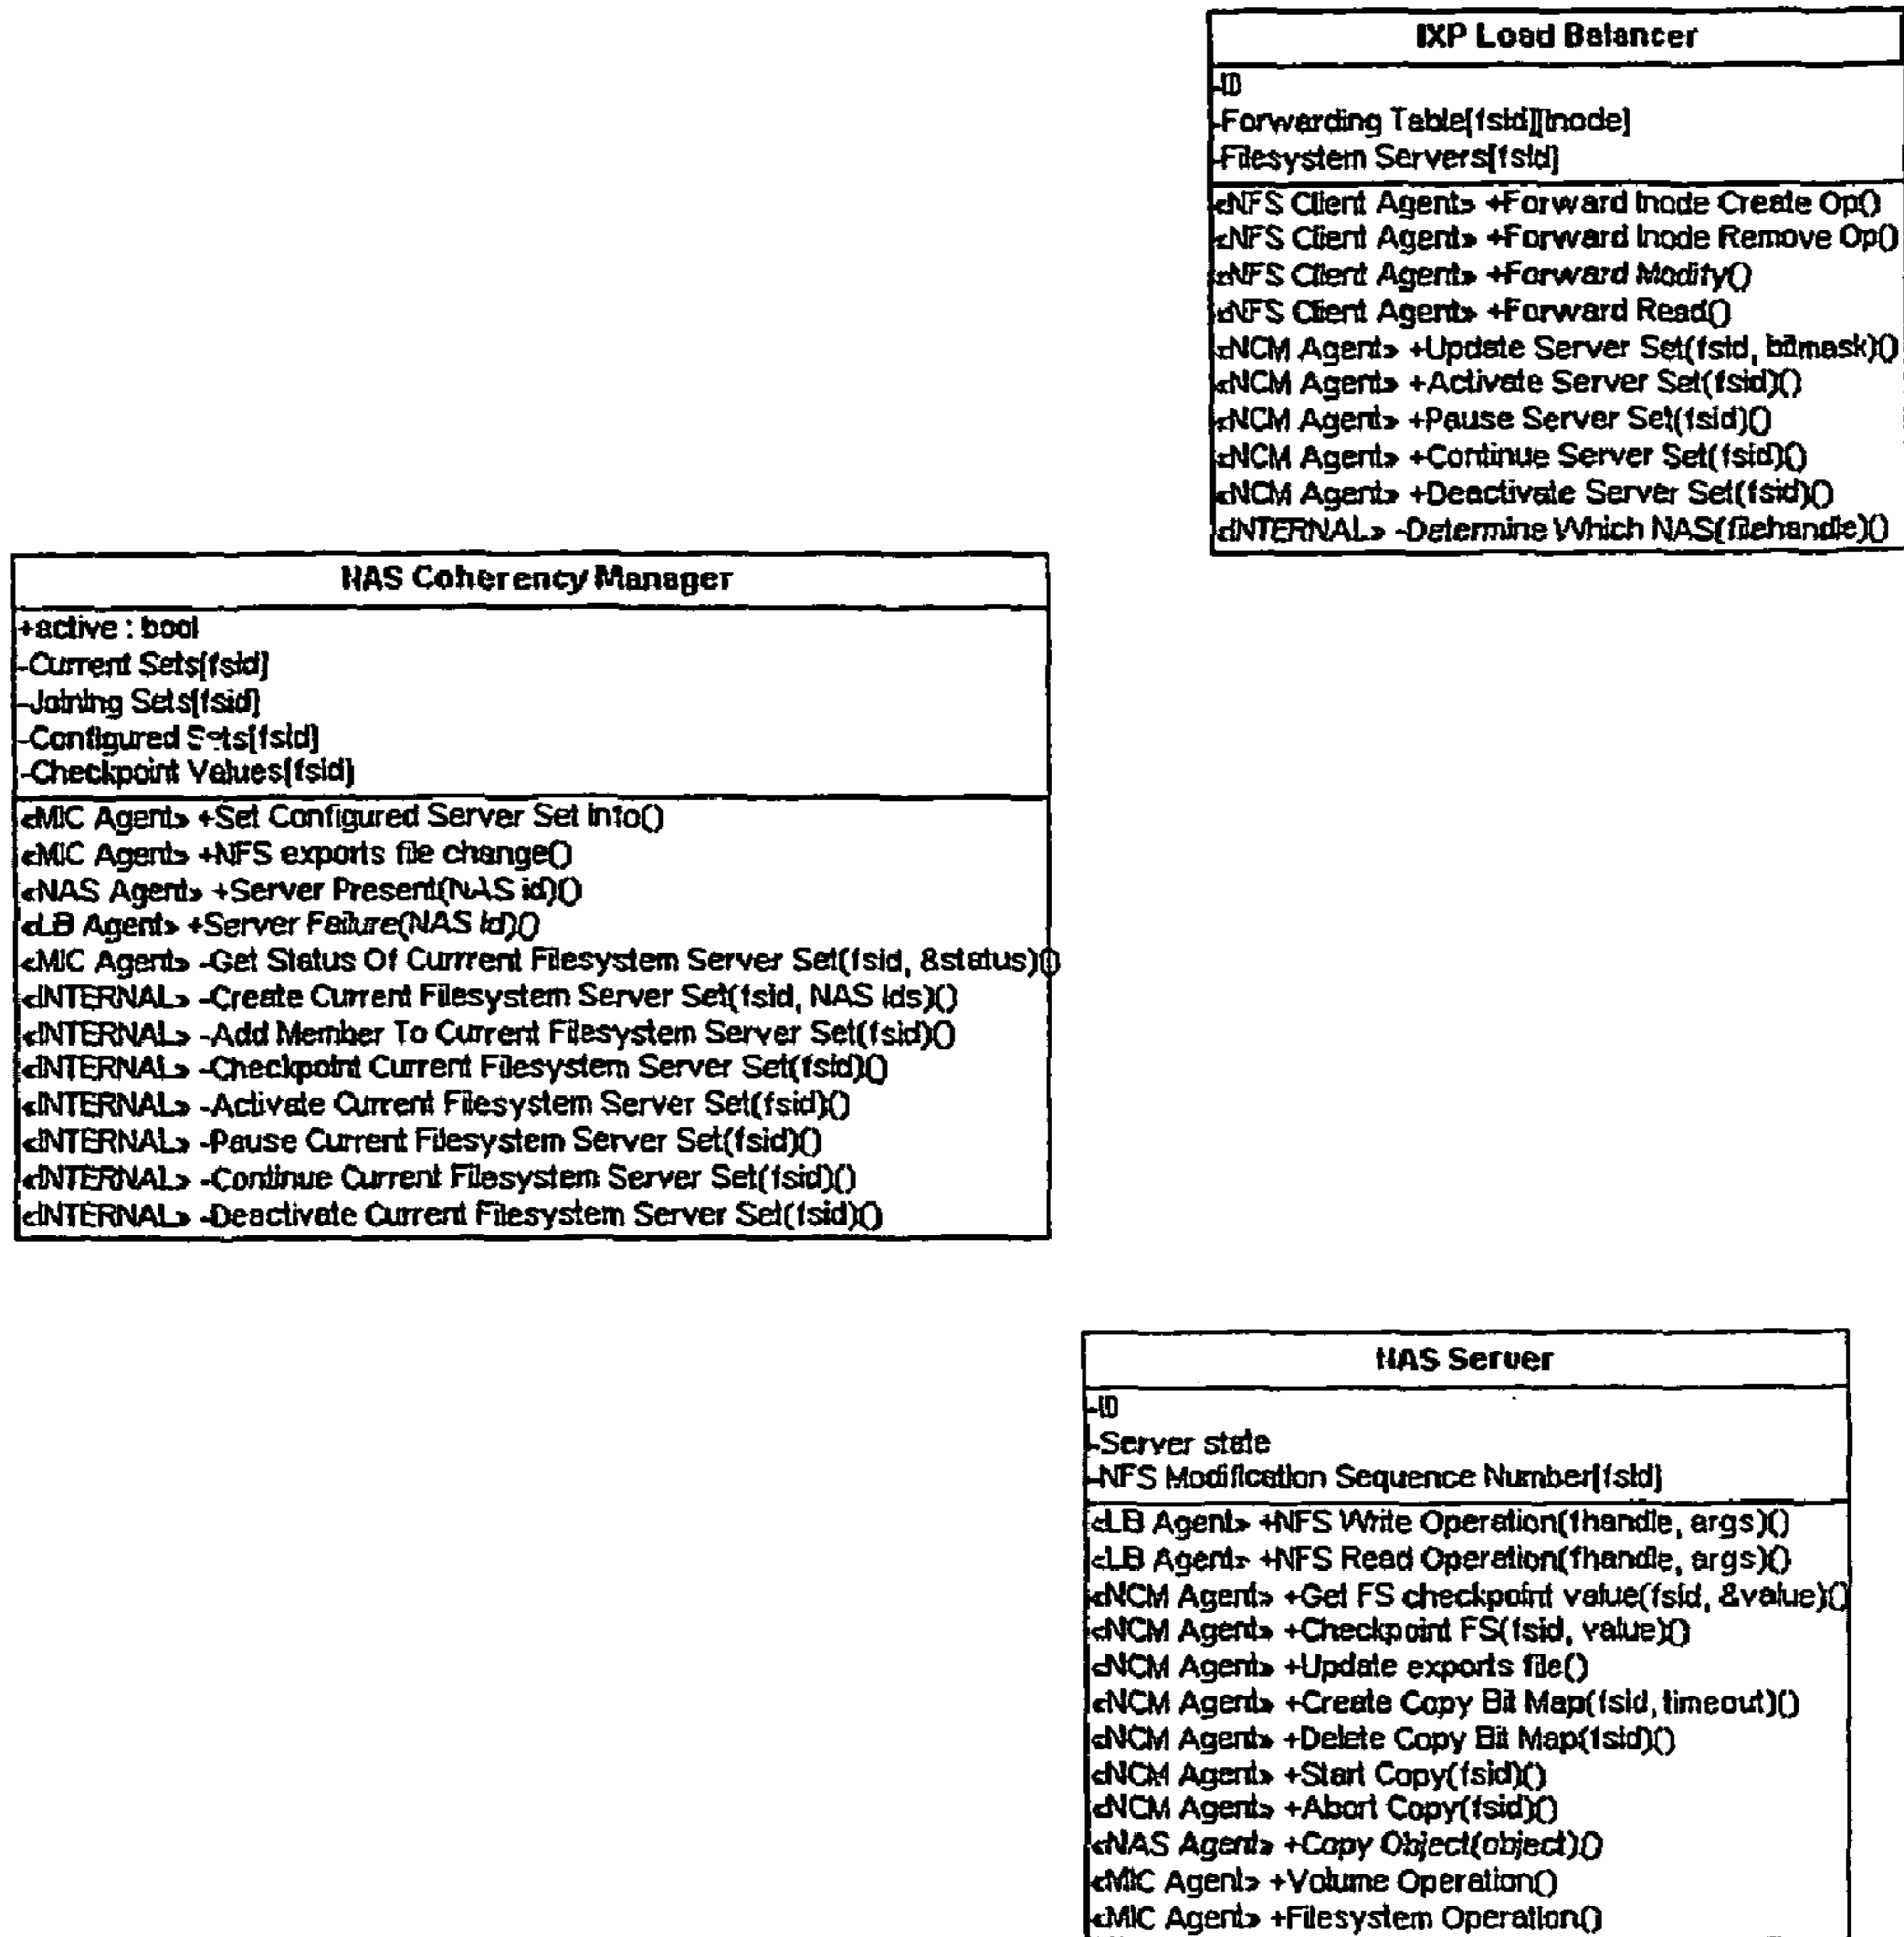 IXP Load Balancer
-ID
-Forwarding Table[fsid][inode]
-Filesystem Servers[fsid]
«NFS Client Agent» +Forward Inode Create Op()
«NFS Client Agent» +Forward Inode Remove Op()
«NFS Client Agent» +Forward Modify()
«NFS Client Agent» +Forward Read()
«NCM Agent» +Update Server Set(fsid, bitmask)()
«NCM Agent» +Activate Server Set(fsid)()
«NCM Agent» +Pause Server Set(fsid)()
«NCM Agent» +Continue Server Set(fsid)()
«NCM Agent» +Deactivate Server Set(fsid)()
«INTERNAL» -Determine Which NAS(filehandle)()
NAS Coherency Manager
+active : bool
-Current Sets[fsid]
-Joining Sets[fsid]
-Configured Sets[fsid]
-Checkpoint Values[fsid]
«MIC Agent» +Set Configured Server Set Info()
«MIC Agent» +NFS exports file change()
«NAS Agent» +Server Present(NAS id)()
«LB Agent» +Server Failure(NAS id)()
«MIC Agent» -Get Status Of Currrent Filesystem Server Set(fsid, &status)()
«INTERNAL» -Create Current Filesystem Server Set(fsid, NAS ids)()
«INTERNAL» -Add Member To Current Filesystem Server Set(fsid)()
«INTERNAL» -Checkpoint Current Filesystem Server Set(fsid)()
«INTERNAL» -Activate Current Filesystem Server Set(fsid)()
«INTERNAL» -Pause Current Filesystem Server Set(fsid)()
«INTERNAL» -Continue Current Filesystem Server Set(fsid)()
«INTERNAL» -Deactivate Current Filesystem Server Set(fsid)()
NAS Server
-ID
-Server state
-NFS Modification Sequence Number[fsid]
«LB Agent» +NFS Write Operation(fhandle, args)()
«LB Agent» +NFS Read Operation(fhandle, args)()
«NCM Agent» +Get FS checkpoint value(fsid, &value)()
«NCM Agent» +Checkpoint FS(fsid, value)()
«NCM Agent» +Update exports file()
«NCM Agent» +Create Copy Bit Map(fsid, timeout)()
«NCM Agent» +Delete Copy Bit Map(fsid)()
«NCM Agent» +Start Copy(fsid)()
«NCM Agent» +Abort Copy(fsid)()
«NAS Agent» +Copy Object(object)()
«MIC Agent» +Volume Operation()
«MIC Agent» +Filesystem Operation()